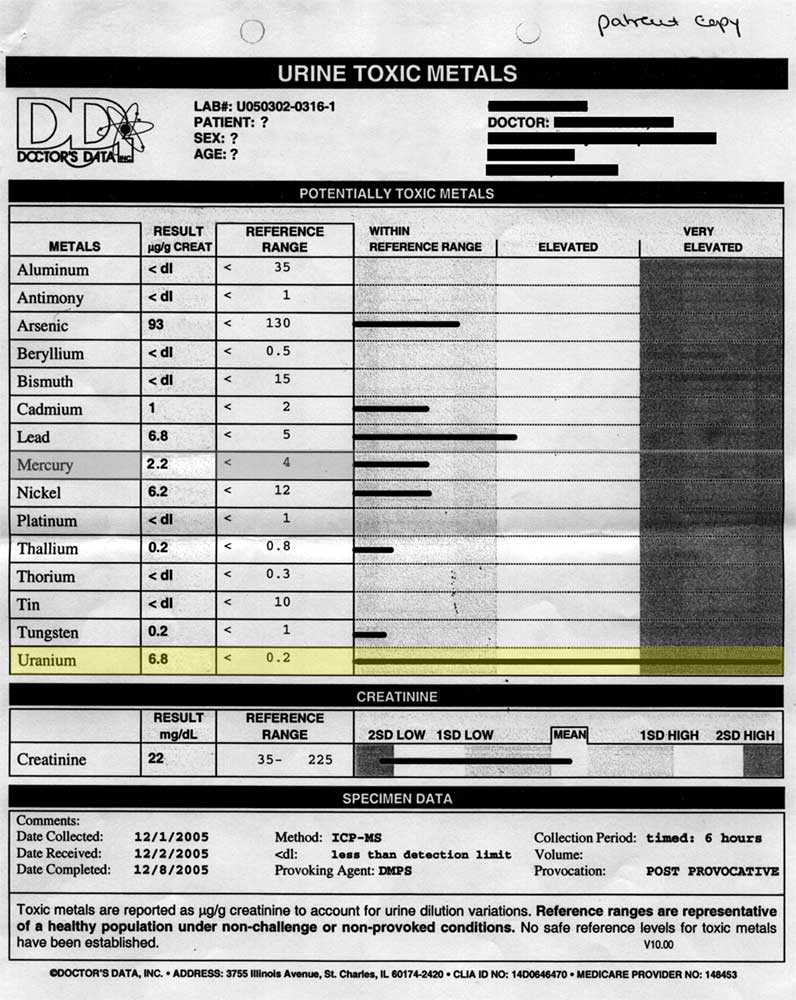 patient copy
URINE TOXIC METALS
DDI
DOCTOR'S DATA INC.
LAB#: U050302-0316-1
PATIENT: ?
SEX: ?
AGE: ?
DOCTOR:
POTENTIALLY TOXIC METALS
METALS RESULT µg/g CREAT REFERENCE RANGE WITHIN REFERENCE RANGE ELEVATED VERY ELEVATED
Aluminum < dl < 35
Antimony < dl < 1
Arsenic 93 < 130
Beryllium < dl < 0.5
Bismuth < dl < 15
Cadmium 1 < 2
Lead 6.8 < 5
Mercury 2.2 < 4
Nickel 6.2 < 12
Platinum < dl < 1
Thallium 0.2 < 0.8
Thorium < dl < 0.3
Tin < dl < 10
Tungsten 0.2 < 1
Uranium 6.8 < 0.2
CREATININE
RESULT mg/dL REFERENCE RANGE 2SD LOW 1SD LOW MEAN 1SD HIGH 2SD HIGH
Creatinine 22 35- 225
SPECIMEN DATA
Comments:
Date Collected: 12/1/2005 Method: ICP-MS Collection Period: timed: 6 hours
Date Received: 12/2/2005 <dl: less than detection limit Volume:
Date Completed: 12/8/2005 Provoking Agent: DMPS Provocation: POST PROVOCATIVE
Toxic metals are reported as µg/g creatinine to account for urine dilution variations. Reference ranges are representative
of a healthy population under non-challenge or non-provoked conditions. No safe reference levels for toxic metals
have been established. V10.00
©DOCTOR'S DATA, INC. • ADDRESS: 3755 Illinois Avenue, St. Charles, IL 60174-2420 • CLIA ID NO: 14D0646470 • MEDICARE PROVIDER NO: 148453